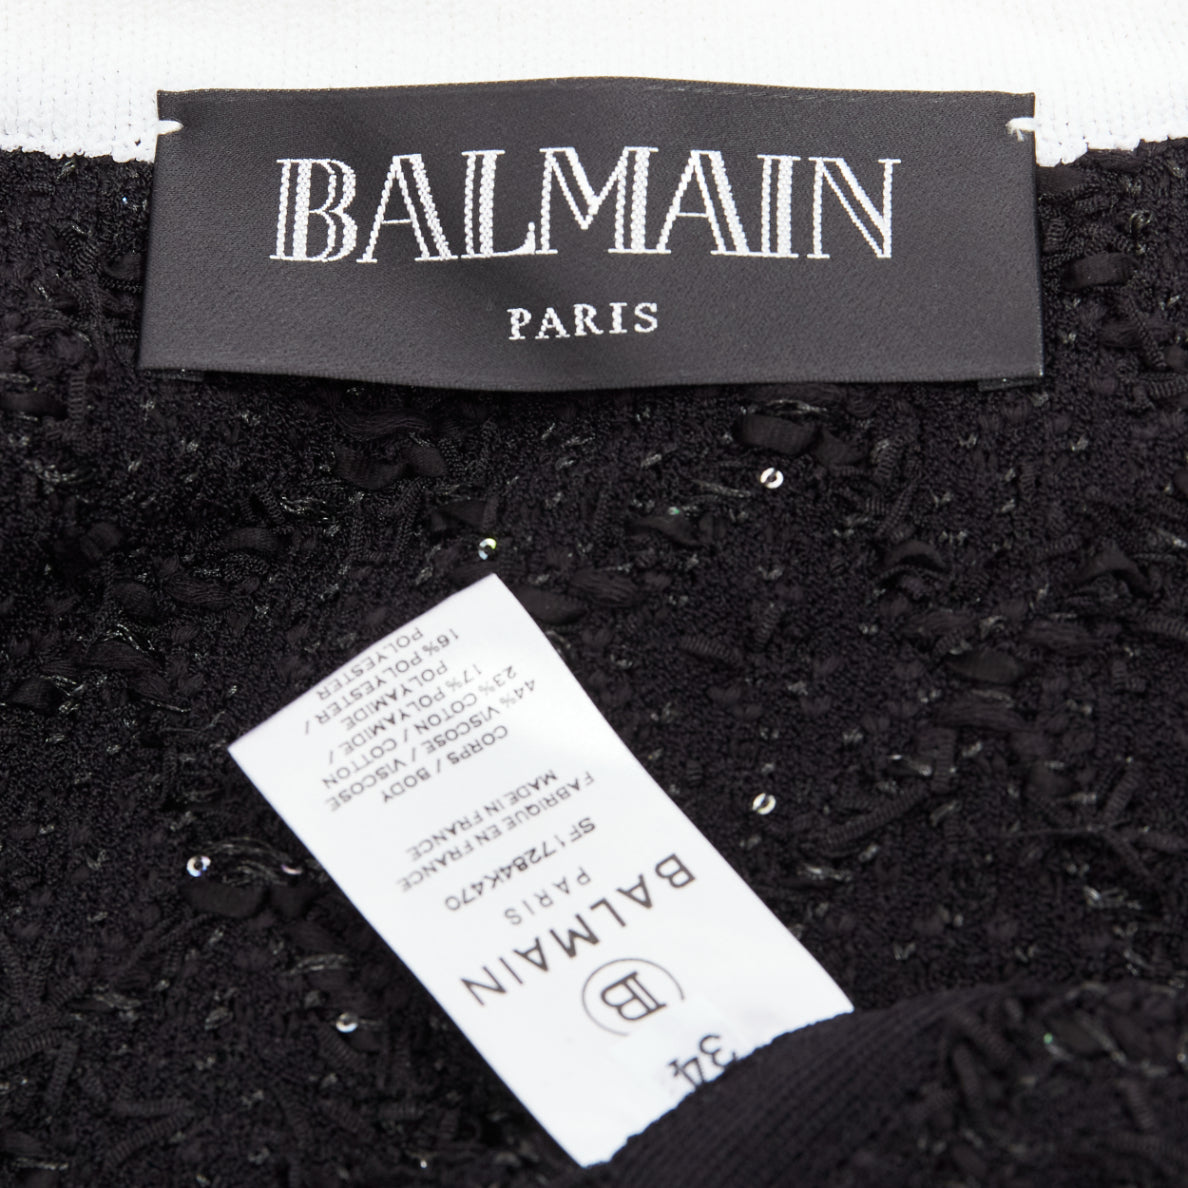 BALMAIN
PARIS
34
B
BALMAIN
PARIS
SF17284K470
FABRIQUE EN FRANCE
MADE IN FRANCE
CORPS / BODY
44% VISCOSE / VISCOSE
23% COTON / COTTON
17% POLYAMIDE /
POLYAMIDE
16% POLYESTER /
POLYESTER